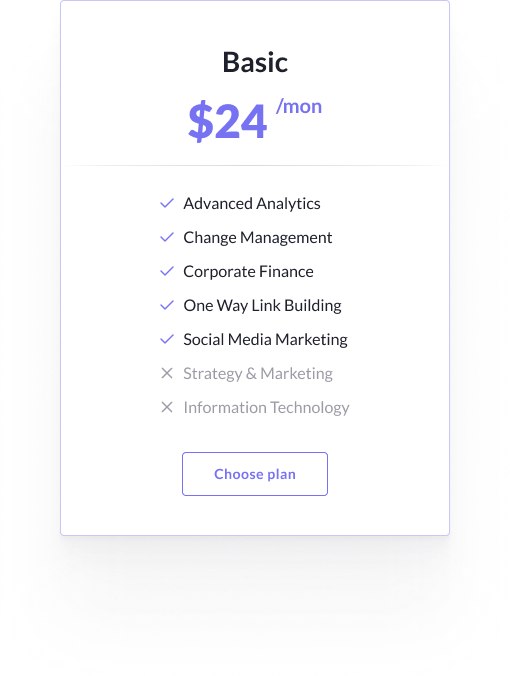 Basic
$24 /mon
Advanced Analytics
Change Management
Corporate Finance
One Way Link Building
Social Media Marketing
Strategy & Marketing
Information Technology
Choose plan